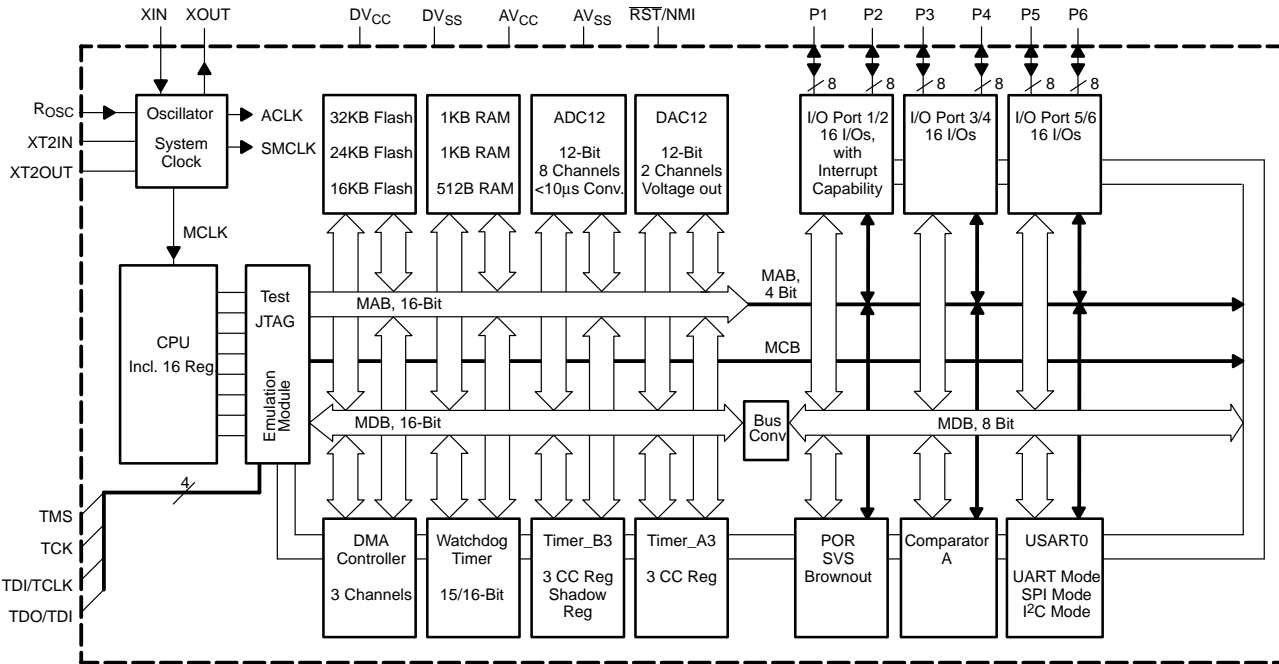 XIN
XOUT
DVCC
DVSS
AVCC
AVSS
RST/NMI
P1
P2
P3
P4
P5
P6
8
8
8
8
8
8
ROSC
XT2IN
XT2OUT
Oscillator
System
Clock
ACLK
SMCLK
MCLK
32KB Flash
24KB Flash
16KB Flash
1KB RAM
1KB RAM
512B RAM
ADC12
12-Bit
8 Channels
<10μs Conv.
DAC12
12-Bit
2 Channels
Voltage out
I/O Port 1/2
16 I/Os,
with
Interrupt
Capability
I/O Port 3/4
16 I/Os
I/O Port 5/6
16 I/Os
CPU
Incl. 16 Reg.
Test
JTAG
Emulation
Module
MAB, 16-Bit
MAB,
4 Bit
MCB
MDB, 16-Bit
Bus
Conv
MDB, 8 Bit
4
TMS
TCK
TDI/TCLK
TDO/TDI
DMA
Controller
3 Channels
Watchdog
Timer
15/16-Bit
Timer_B3
3 CC Reg
Shadow
Reg
Timer_A3
3 CC Reg
POR
SVS
Brownout
Comparator
A
USART0
UART Mode
SPI Mode
I²C Mode